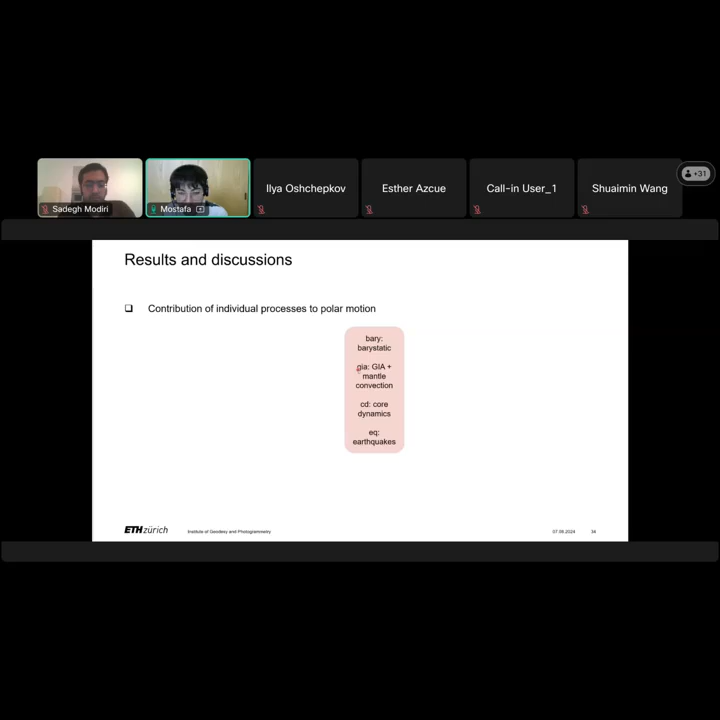 Sadegh Modiri
Mostafa
Ilya Oshchepkov
Esther Azcue
Call-in User_1
Shuaimin Wang
+31
Results and discussions
Contribution of individual processes to polar motion
bary:
barystatic
gia: GIA +
mantle
convection
cd: core
dynamics
eq:
earthquakes
ETH zürich
Institute of Geodesy and Photogrammetry
07.09.2024
34